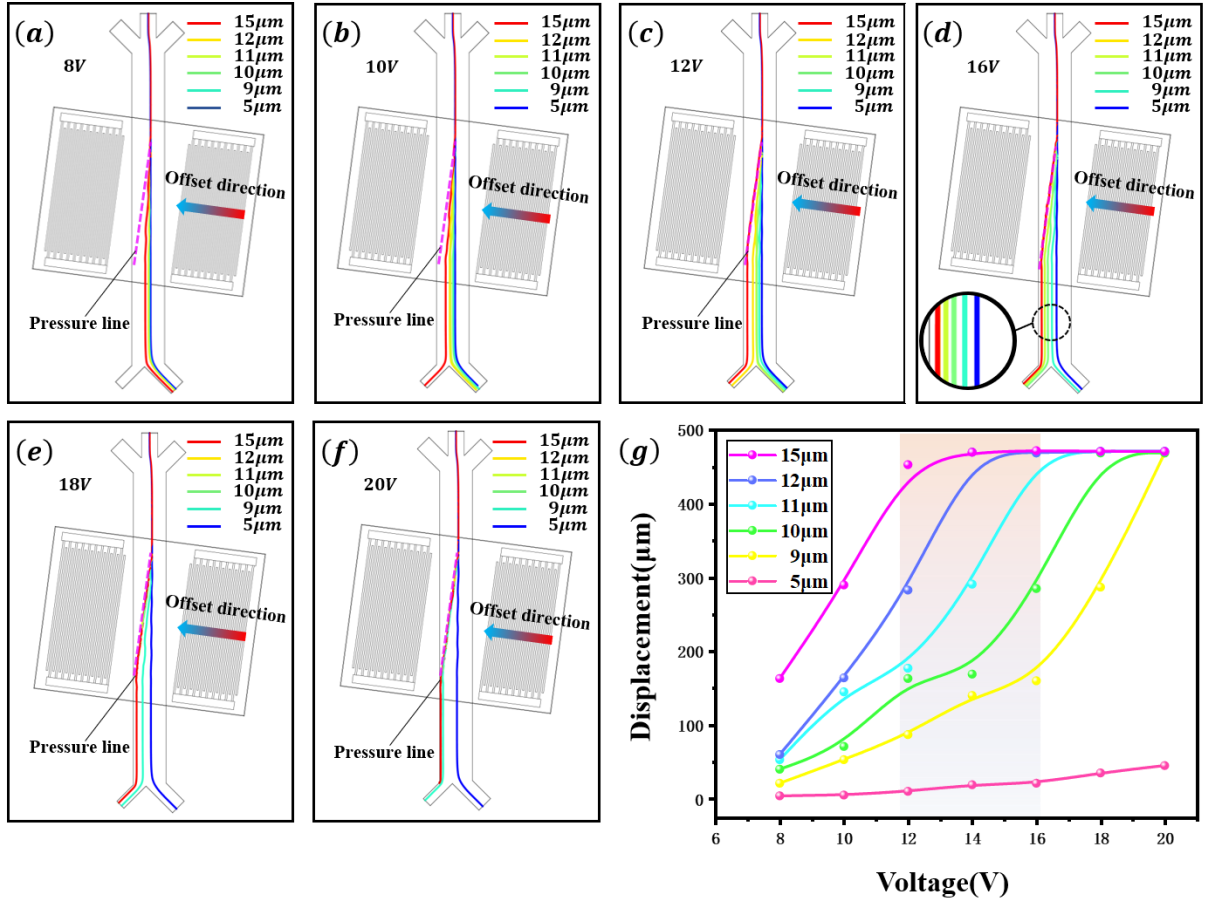 (a)
8V
15μm
12μm
11μm
10μm
9μm
5μm
Offset direction
Pressure line
(b)
10V
15μm
12μm
11μm
10μm
9μm
5μm
Offset direction
Pressure line
(c)
12V
15μm
12μm
11μm
10μm
9μm
5μm
Offset direction
Pressure line
(d)
16V
15μm
12μm
11μm
10μm
9μm
5μm
Offset direction
(e)
18V
15μm
12μm
11μm
10μm
9μm
5μm
Offset direction
Pressure line
(f)
20V
15μm
12μm
11μm
10μm
9μm
5μm
Offset direction
Pressure line
(g)
15μm
12μm
11μm
10μm
9μm
5μm
Displacement(μm)
500
400
300
200
100
0
6 8 10 12 14 16 18 20
Voltage(V)